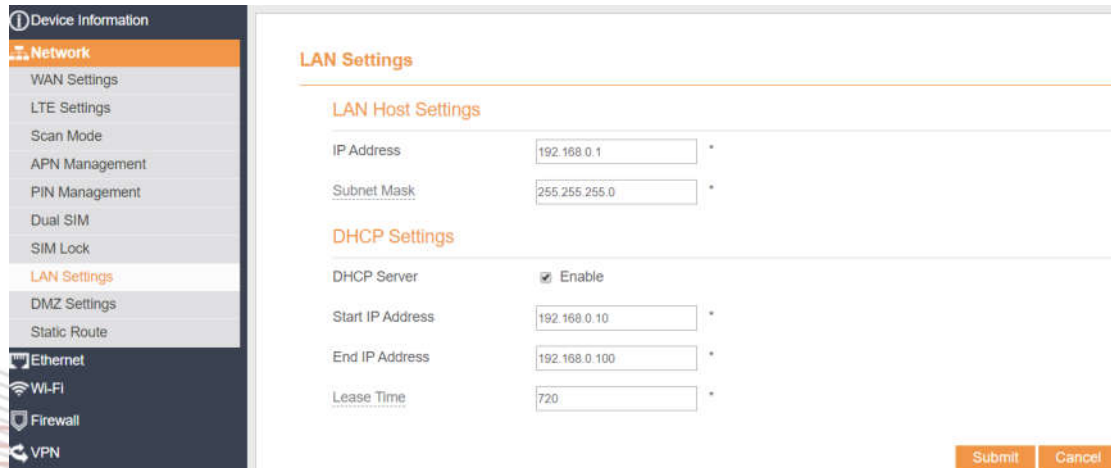 Device Information
Network
WAN Settings
LTE Settings
Scan Mode
APN Management
PIN Management
Dual SIM
SIM Lock
LAN Settings
DMZ Settings
Static Route
Ethernet
Wi-Fi
Firewall
VPN
LAN Settings
LAN Host Settings
IP Address 192.168.0.1 *
Subnet Mask 255.255.255.0 *
DHCP Settings
DHCP Server Enable
Start IP Address 192.168.0.10 *
End IP Address 192.168.0.100 *
Lease Time 720 *
Submit Cancel